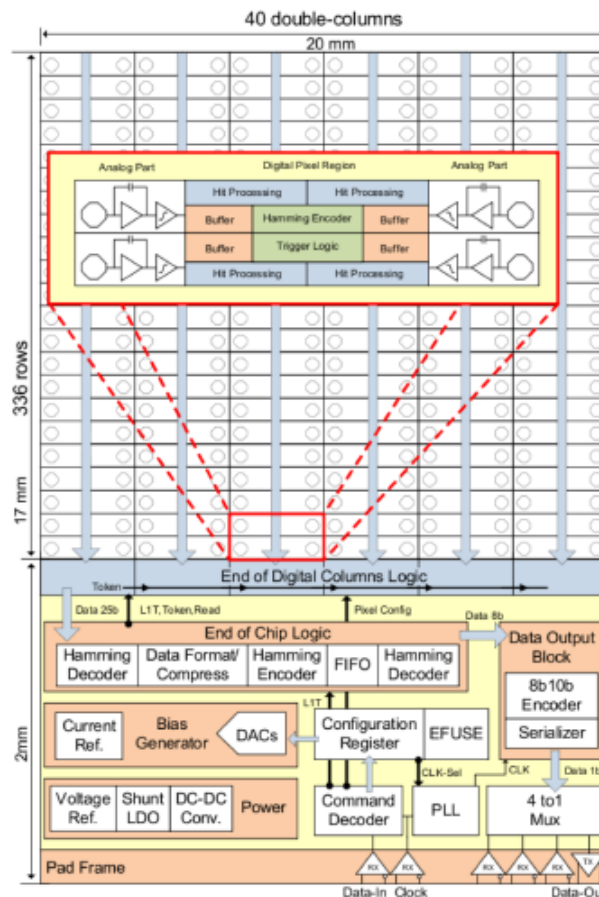 40 double-columns
20 mm
Analog Part Digital Pixel Region Analog Part
Hit Processing Hit Processing
Buffer Hamming Encoder Buffer
Buffer Trigger Logic Buffer
Hit Processing Hit Processing
336 rows
17 mm
End of Digital Columns Logic
Token
Data 25b L1T,Token,Read Pixel Config Data 8b
End of Chip Logic
Hamming Decoder Data Format/ Compress Hamming Encoder FIFO Hamming Decoder
Data Output Block
8b10b Encoder
Serializer
L1T
Current Ref. Bias Generator DACs
Configuration Register EFUSE
2mm
CLK-Sel CLK Data 1b
Voltage Ref. Shunt LDO DC-DC Conv. Power
Command Decoder PLL 4 to1 Mux
Pad Frame RX RX RX RX RX TX
Data-In Clock Data-Ou